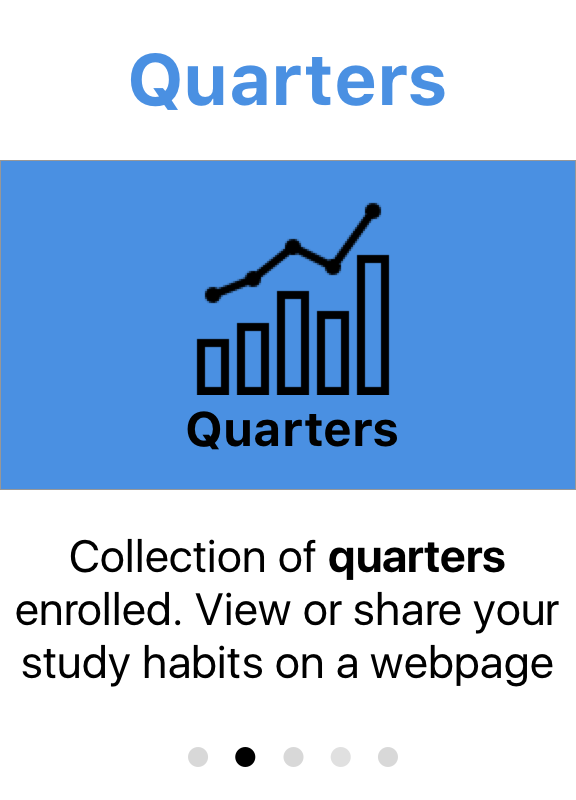 Quarters
Quarters
Collection of quarters
enrolled. View or share your
study habits on a webpage